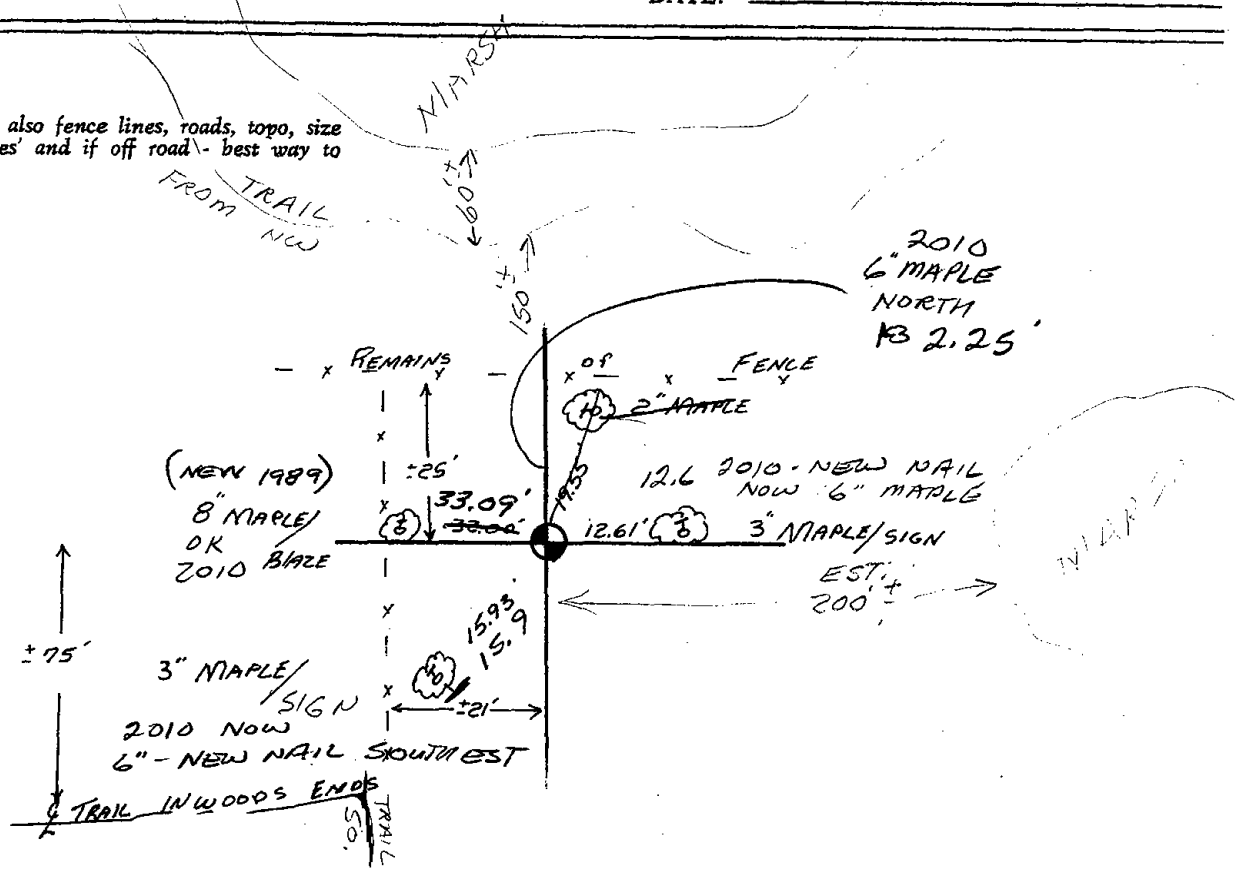 DATE:
also fence lines, roads, topo, size
es' and if off road - best way to
MARSH
TRAIL
FROM NW
60'±
150'±
2010
6" MAPLE
NORTH
2.25'
REMAINS OF FENCE
2" MAPLE
19.53
±25'
(NEW 1989)
8" MAPLE/
OK
2010 BLAZE
33.09'
12.6 2010 - NEW NAIL
NOW 6" MAPLE
12.61' 3" MAPLE/SIGN
EST.
200'±
MARSH
±75'
15.93'
15.9
3" MAPLE/
SIGN
±21'
2010 NOW
6" - NEW NAIL
TRAIL IN WOODS ENDS
TRAIL
SO.